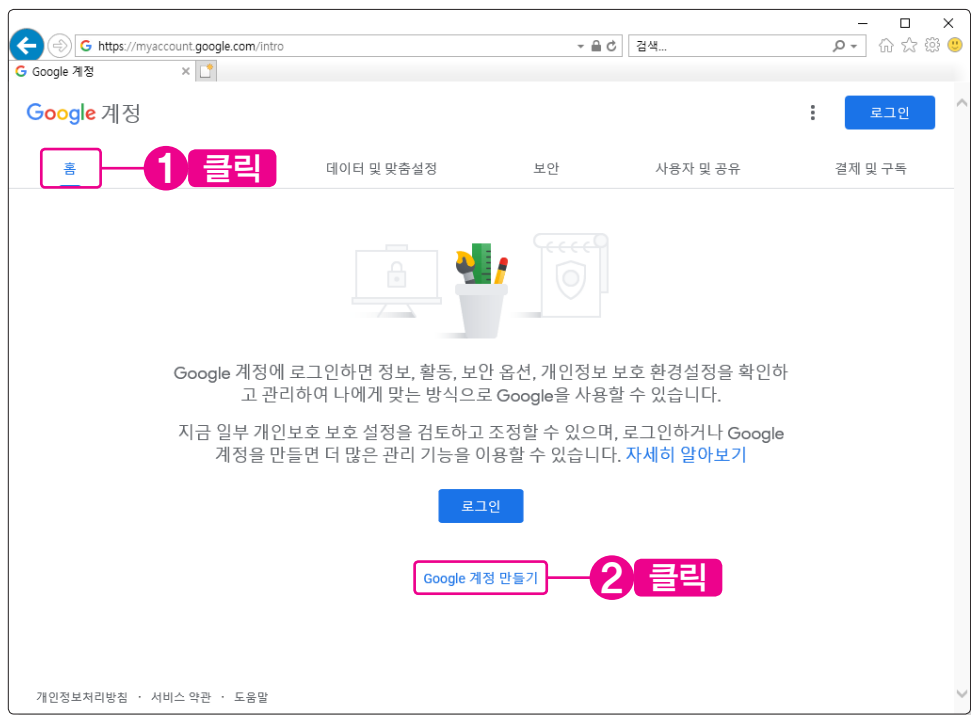 https://myaccount.google.com/intro
검색...
Google 계정
Google 계정
로그인
홈
1 클릭
데이터 및 맞춤설정
보안
사용자 및 공유
결제 및 구독
Google 계정에 로그인하면 정보, 활동, 보안 옵션, 개인정보 보호 환경설정을 확인하
고 관리하여 나에게 맞는 방식으로 Google을 사용할 수 있습니다.
지금 일부 개인보호 보호 설정을 검토하고 조정할 수 있으며, 로그인하거나 Google
계정을 만들면 더 많은 관리 기능을 이용할 수 있습니다. 자세히 알아보기
로그인
Google 계정 만들기
2 클릭
개인정보처리방침 · 서비스 약관 · 도움말